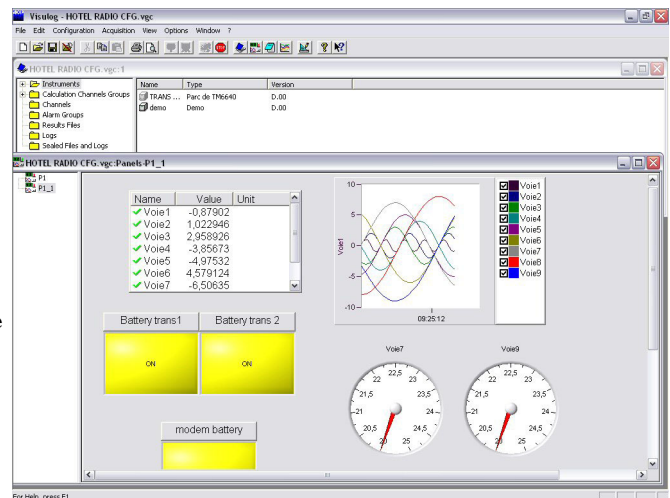 Visulog - HOTEL RADIO CFG.vgc
File Edit Configuration Acquisition View Options Window ?
HOTEL RADIO CFG.vgc:1
Instruments
Calculation Channels Groups
Channels
Alarm Groups
Results Files
Logs
Sealed Files and Logs
Name Type Version
TRANS ... Parc de TM6640 D.00
demo Demo D.00
HOTEL RADIO CFG.vgc:Panels-P1_1
P1
P1_1
Name Value Unit
Voie1 -0,87902
Voie2 1,022946
Voie3 2,958926
Voie4 -3,85673
Voie5 -4,97532
Voie6 4,579124
Voie7 -6,50635
10
0
-10
Voie1
09:25:12
Voie1
Voie2
Voie3
Voie4
Voie5
Voie6
Voie7
Voie8
Voie9
Battery trans1 Battery trans 2
ON ON
modem battery
Voie7 Voie9
20 20,5 21 21,5 22 22,5 23 23,5 24 24,5 25
20 20,5 21 21,5 22 22,5 23 23,5 24 24,5 25
e
For Help, press F1